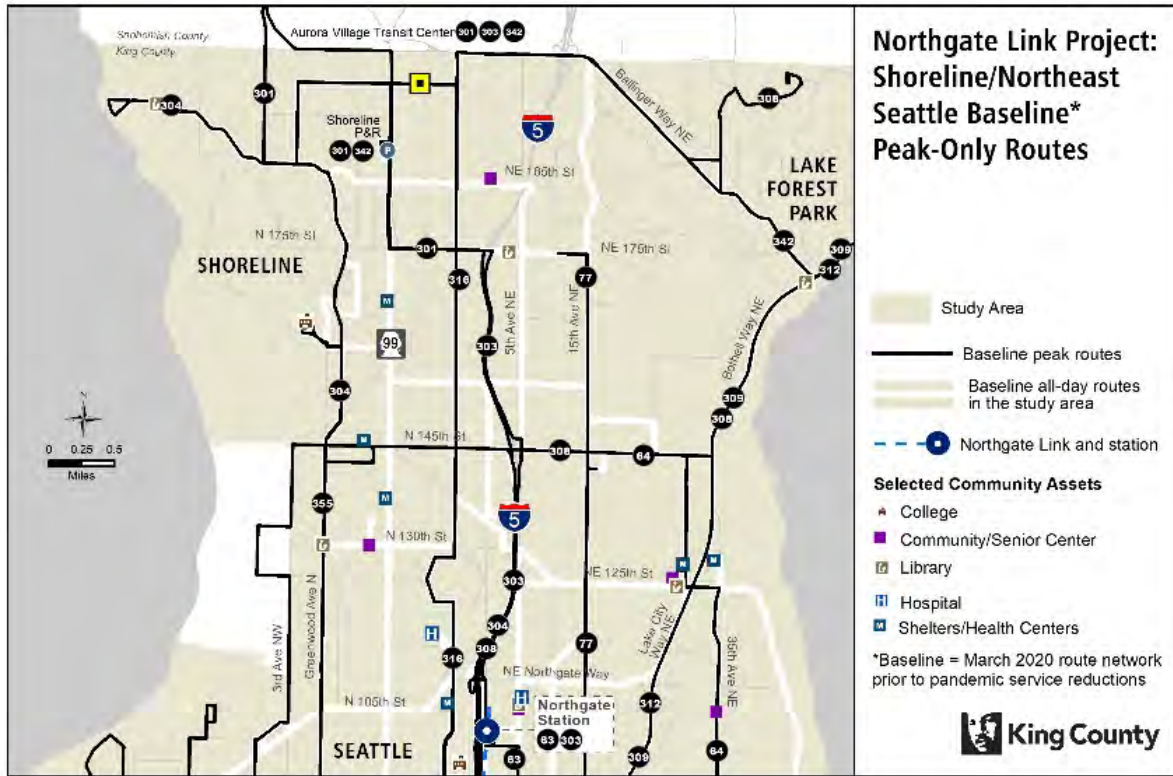 Northgate Link Project:
Shoreline/Northeast
Seattle Baseline*
Peak-Only Routes
Snohomish County
King County
Aurora Village Transit Center 301 303 342
304
301
Shoreline
P&R
301 342
P
5
Ballinger Way NE
308
LAKE
FOREST
PARK
NE 185th St
N 175th St
301
NE 175th St
342
309
312
SHORELINE
316
77
5th Ave NE
15th Ave NE
M
99
303
Bothell Way NE
304
309
308
N
0 0.25 0.5
Miles
M
N 145th St
308
64
355
M
5
N 130th St
303
NE 125th St
M
M
3rd Ave NW
Greenwood Ave N
304
H
308
316
77
Lake City
Way NE
35th Ave NE
NE Northgate Way
N 105th St
M
H
Northgate
Station
63 303
312
SEATTLE
63
309
64
Study Area
Baseline peak routes
Baseline all-day routes
in the study area
Northgate Link and station
Selected Community Assets
College
Community/Senior Center
Library
H Hospital
M Shelters/Health Centers
*Baseline = March 2020 route network
prior to pandemic service reductions
King County